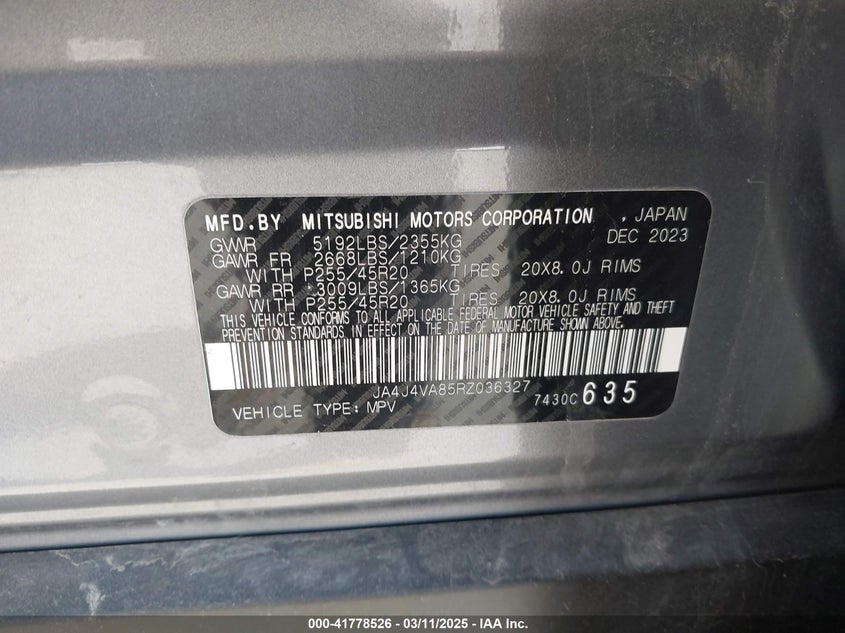 MFD.BY MITSUBISHI MOTORS CORPORATION , JAPAN
GVWR 5192LBS/2355KG DEC 2023
GAWR FR 2668LBS/1210KG
WITH P255/45R20 TIRES 20X8.0J RIMS
GAWR RR 3009LBS/1365KG
WITH P255/45R20 TIRES 20X8.0J RIMS
THIS VEHICLE CONFORMS TO ALL APPLICABLE FEDERAL MOTOR VEHICLE SAFETY AND THEFT
PREVENTION STANDARDS IN EFFECT ON THE DATE OF MANUFACTURE SHOWN ABOVE.
JA4J4VA85RZ036327
VEHICLE TYPE: MPV 7430C 635
000-41778526 / 03/11/2025 / IAA Inc.